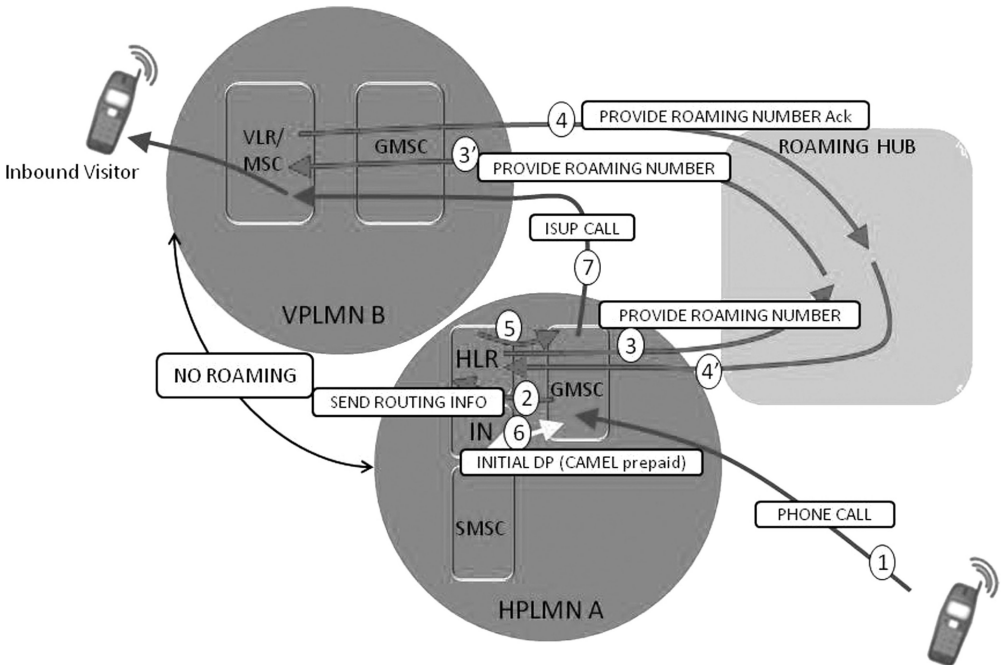 4
PROVIDE ROAMING NUMBER Ack
ROAMING HUB
VLR/
MSC
GMSC
3’
PROVIDE ROAMING NUMBER
Inbound Visitor
ISUP CALL
7
VPLMN B
PROVIDE ROAMING NUMBER
5
3
HLR
4’
NO ROAMING
GMSC
SEND ROUTING INFO
2
IN
6
INITIAL DP (CAMEL prepaid)
PHONE CALL
SMSC
1
HPLMN A